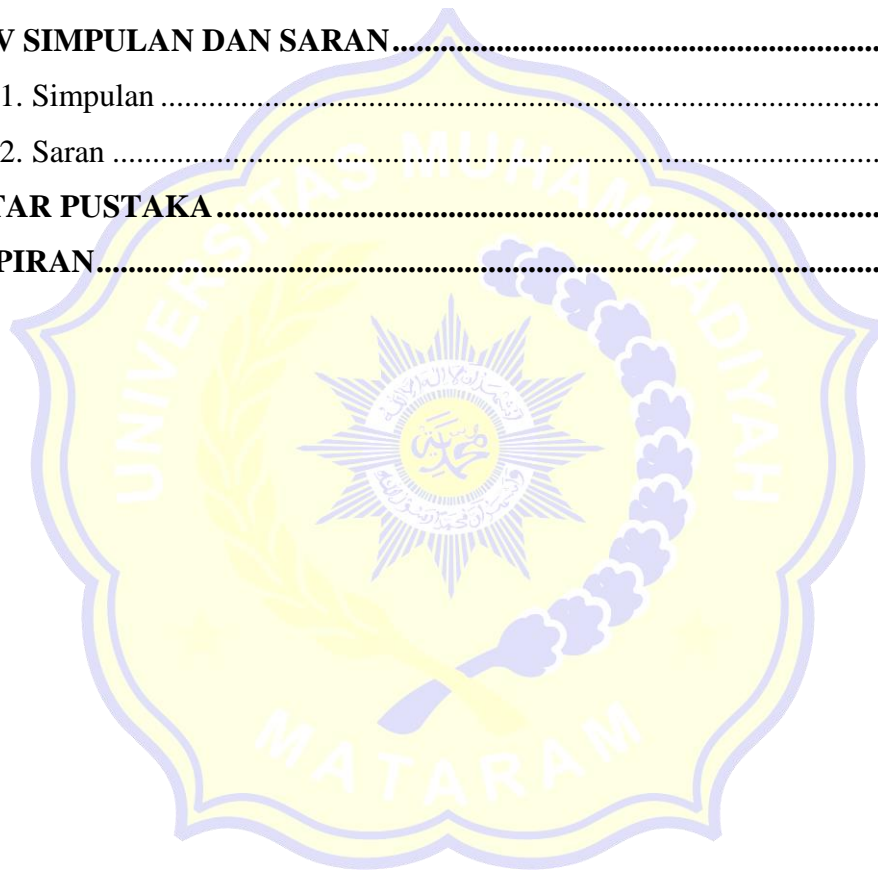 V SIMPULAN DAN SARAN
1. Simpulan
2. Saran
TAR PUSTAKA
PIRAN
UNIVERSITAS MUHAMMADIYAH
MATARAM